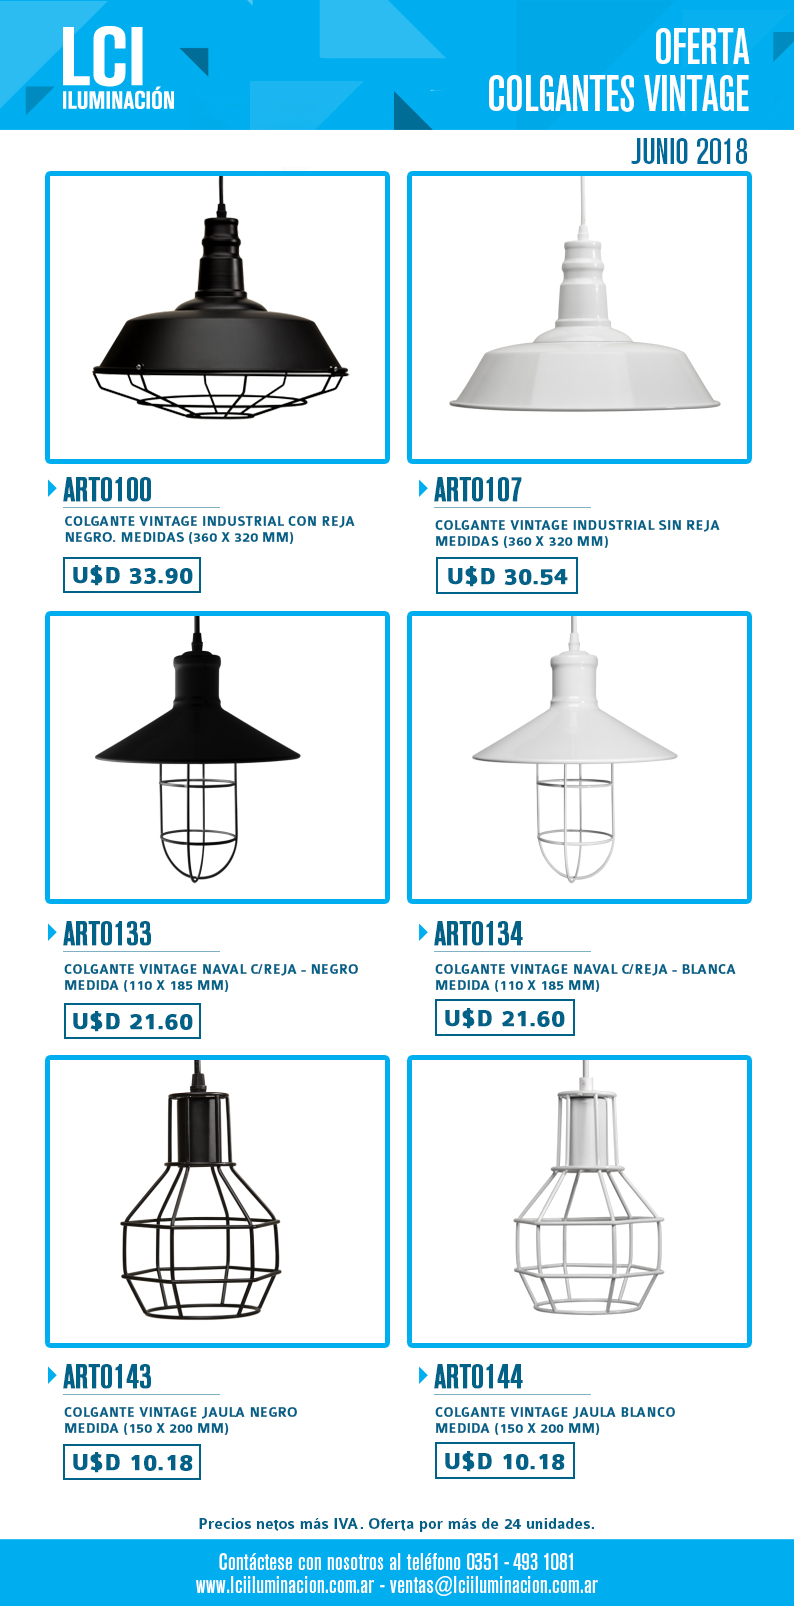 LCI
ILUMINACIÓN
OFERTA
COLGANTES VINTAGE
JUNIO 2018
ART0100
COLGANTE VINTAGE INDUSTRIAL CON REJA
NEGRO. MEDIDAS (360 X 320 MM)
U$D 33.90
ART0107
COLGANTE VINTAGE INDUSTRIAL SIN REJA
MEDIDAS (360 X 320 MM)
U$D 30.54
ART0133
COLGANTE VINTAGE NAVAL C/REJA - NEGRO
MEDIDA (110 X 185 MM)
U$D 21.60
ART0134
COLGANTE VINTAGE NAVAL C/REJA - BLANCA
MEDIDA (110 X 185 MM)
U$D 21.60
ART0143
COLGANTE VINTAGE JAULA NEGRO
MEDIDA (150 X 200 MM)
U$D 10.18
ART0144
COLGANTE VINTAGE JAULA BLANCO
MEDIDA (150 X 200 MM)
U$D 10.18
Precios netos más IVA. Oferta por más de 24 unidades.
Contáctese con nosotros al teléfono 0351 - 493 1081
www.lciiluminacion.com.ar - ventas@lciiluminacion.com.ar